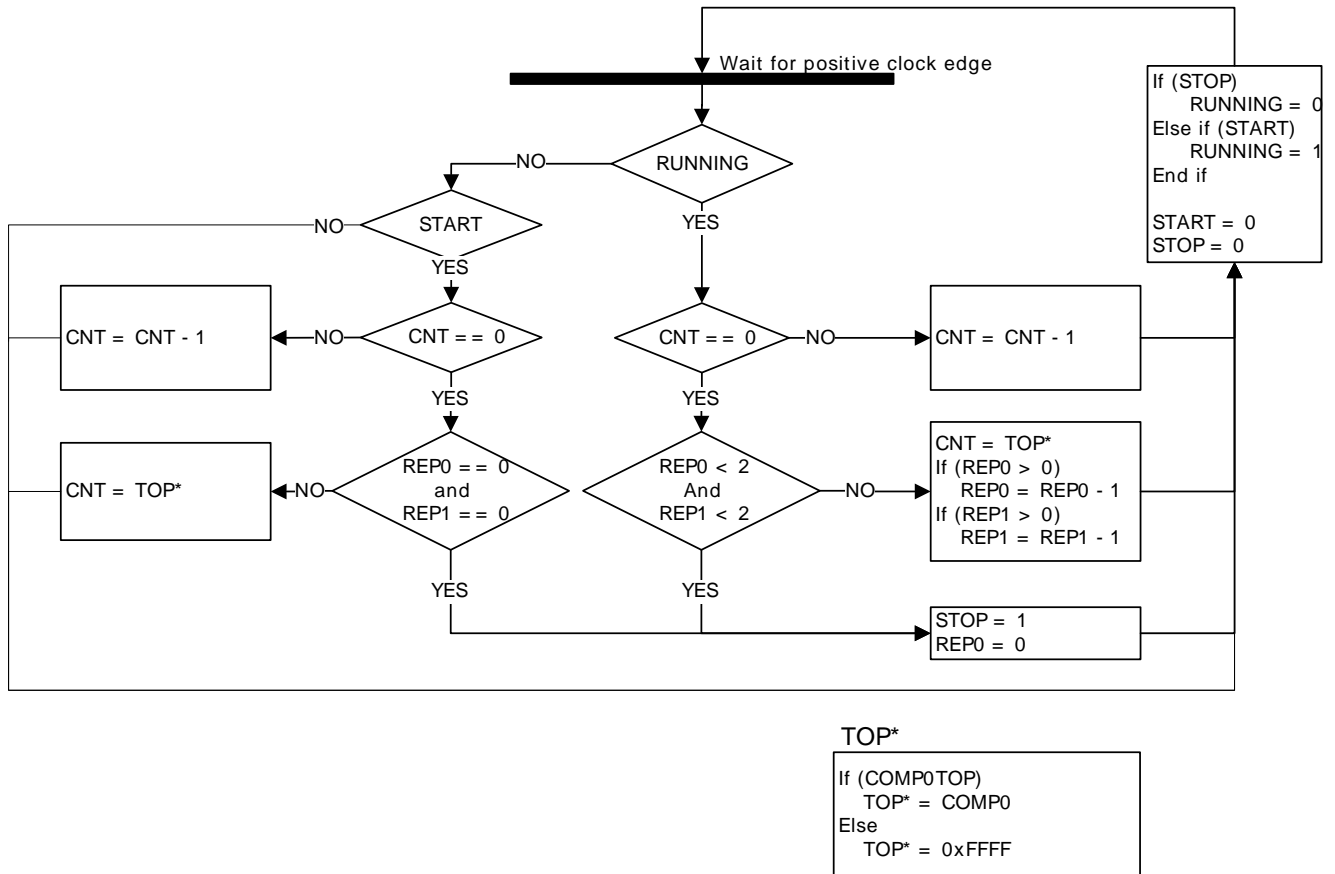 Wait for positive clock edge
If (STOP)
RUNNING = 0
Else if (START)
RUNNING = 1
End if
START = 0
STOP = 0
RUNNING
NO
YES
START
NO
YES
CNT = CNT - 1
NO
CNT == 0
YES
CNT == 0
NO
YES
CNT = CNT - 1
CNT = TOP*
NO
REP0 == 0
and
REP1 == 0
YES
REP0 < 2
And
REP1 < 2
NO
YES
CNT = TOP*
If (REP0 > 0)
REP0 = REP0 - 1
If (REP1 > 0)
REP1 = REP1 - 1
STOP = 1
REP0 = 0
TOP*
If (COMP0TOP)
TOP* = COMP0
Else
TOP* = 0xFFFF